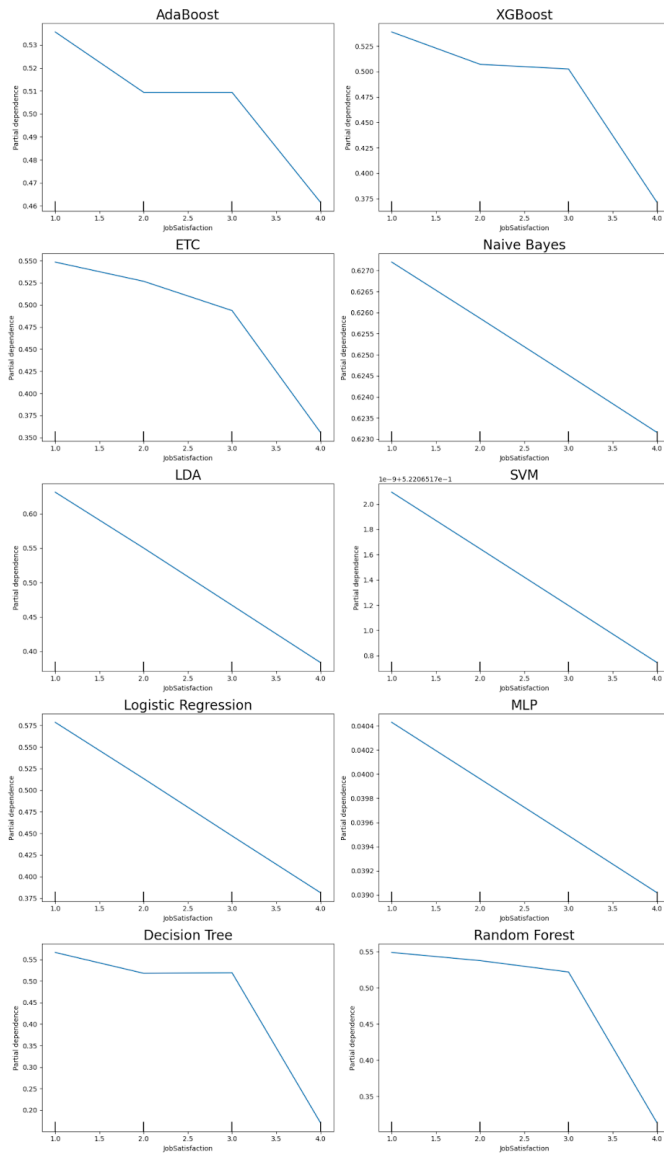 AdaBoost
0.53
0.52
0.51
0.50
0.49
0.48
0.47
0.46
Partial dependence
1.0 1.5 2.0 2.5 3.0 3.5 4.0
JobSatisfaction
XGBoost
0.525
0.500
0.475
0.450
0.425
0.400
0.375
Partial dependence
1.0 1.5 2.0 2.5 3.0 3.5 4.0
JobSatisfaction
ETC
0.550
0.525
0.500
0.475
0.450
0.425
0.400
0.375
0.350
Partial dependence
1.0 1.5 2.0 2.5 3.0 3.5 4.0
JobSatisfaction
Naive Bayes
0.6270
0.6265
0.6260
0.6255
0.6250
0.6245
0.6240
0.6235
0.6230
Partial dependence
1.0 1.5 2.0 2.5 3.0 3.5 4.0
JobSatisfaction
LDA
0.60
0.55
0.50
0.45
0.40
Partial dependence
1.0 1.5 2.0 2.5 3.0 3.5 4.0
JobSatisfaction
SVM
1e−9+5.2206517e−1
2.0
1.8
1.6
1.4
1.2
1.0
0.8
Partial dependence
1.0 1.5 2.0 2.5 3.0 3.5 4.0
JobSatisfaction
Logistic Regression
0.575
0.550
0.525
0.500
0.475
0.450
0.425
0.400
0.375
Partial dependence
1.0 1.5 2.0 2.5 3.0 3.5 4.0
JobSatisfaction
MLP
0.0404
0.0402
0.0400
0.0398
0.0396
0.0394
0.0392
0.0390
Partial dependence
1.0 1.5 2.0 2.5 3.0 3.5 4.0
JobSatisfaction
Decision Tree
0.55
0.50
0.45
0.40
0.35
0.30
0.25
0.20
Partial dependence
1.0 1.5 2.0 2.5 3.0 3.5 4.0
JobSatisfaction
Random Forest
0.55
0.50
0.45
0.40
0.35
Partial dependence
1.0 1.5 2.0 2.5 3.0 3.5 4.0
JobSatisfaction